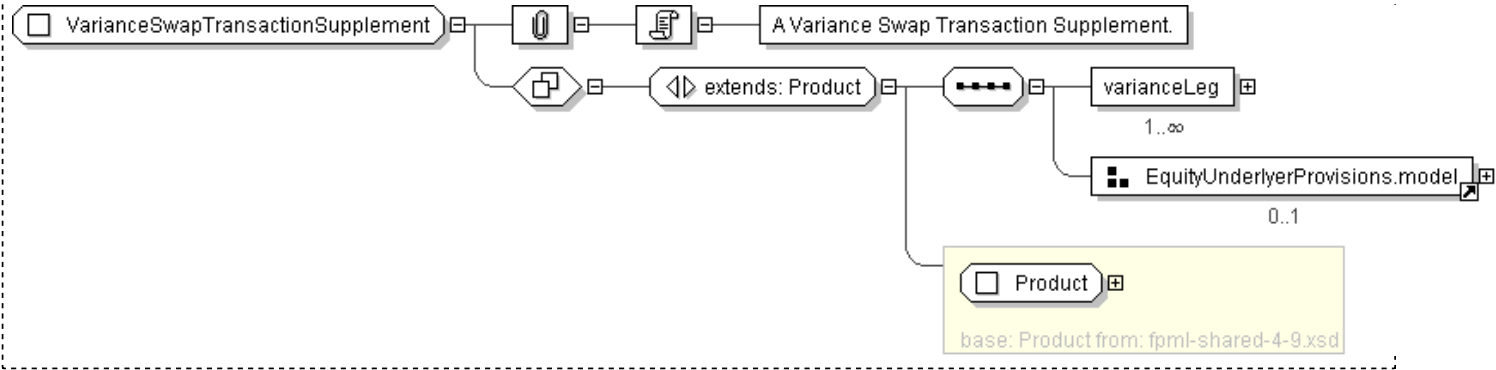 VarianceSwapTransactionSupplement
A Variance Swap Transaction Supplement.
extends: Product
varianceLeg
1..∞
EquityUnderlyerProvisions.model
0..1
Product
base: Product from: fpml-shared-4-9.xsd